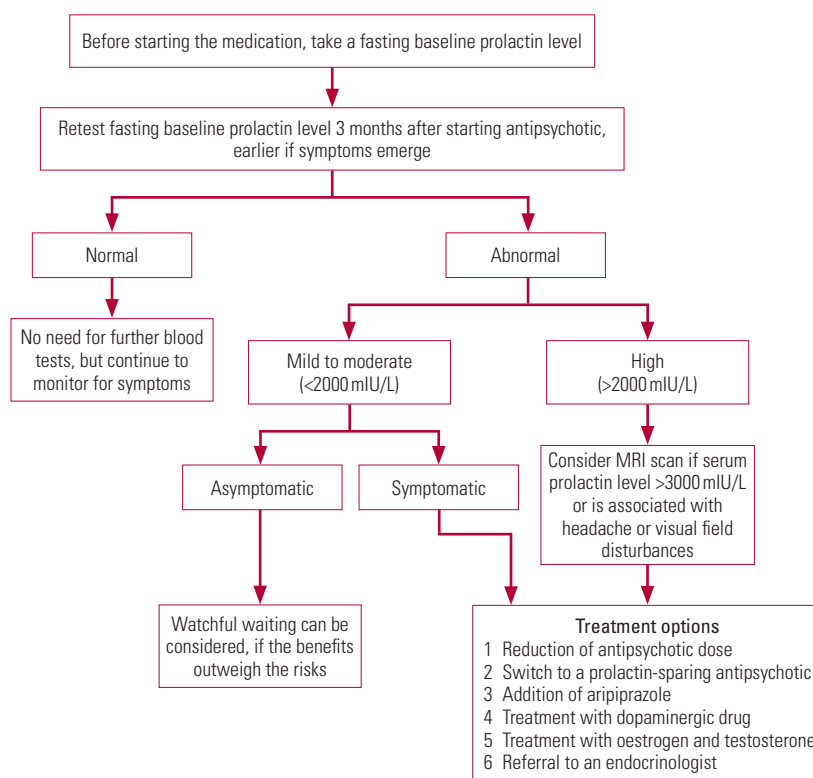 Before starting the medication, take a fasting baseline prolactin level
Retest fasting baseline prolactin level 3 months after starting antipsychotic,
earlier if symptoms emerge
Normal
Abnormal
No need for further blood
tests, but continue to
monitor for symptoms
Mild to moderate
(<2000 mIU/L)
High
(>2000 mIU/L)
Asymptomatic
Symptomatic
Consider MRI scan if serum
prolactin level >3000 mIU/L
or is associated with
headache or visual field
disturbances
Watchful waiting can be
considered, if the benefits
outweigh the risks
Treatment options
1 Reduction of antipsychotic dose
2 Switch to a prolactin-sparing antipsychotic
3 Addition of aripiprazole
4 Treatment with dopaminergic drug
5 Treatment with oestrogen and testosterone
6 Referral to an endocrinologist